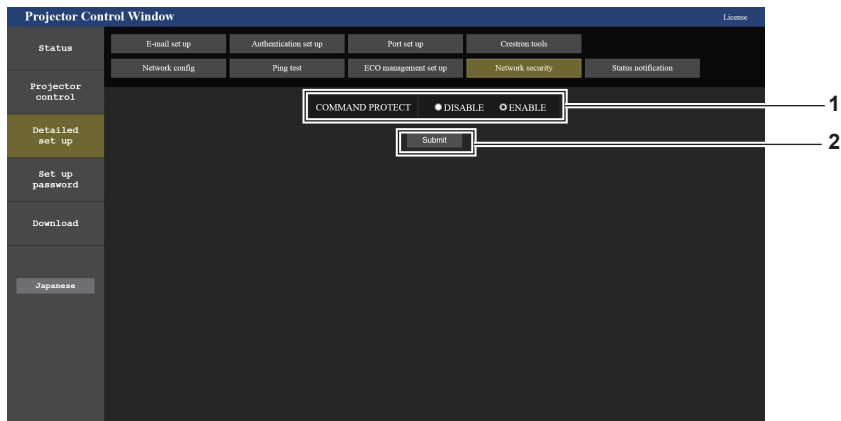 Projector Control Window
License
Status
E-mail set up
Authentication set up
Port set up
Crestron tools
Network config
Ping test
ECO management set up
Network security
Status notification
Projector
control
COMMAND PROTECT
DISABLE
ENABLE
1
Detailed
set up
Submit
2
Set up
password
Download
Japanese